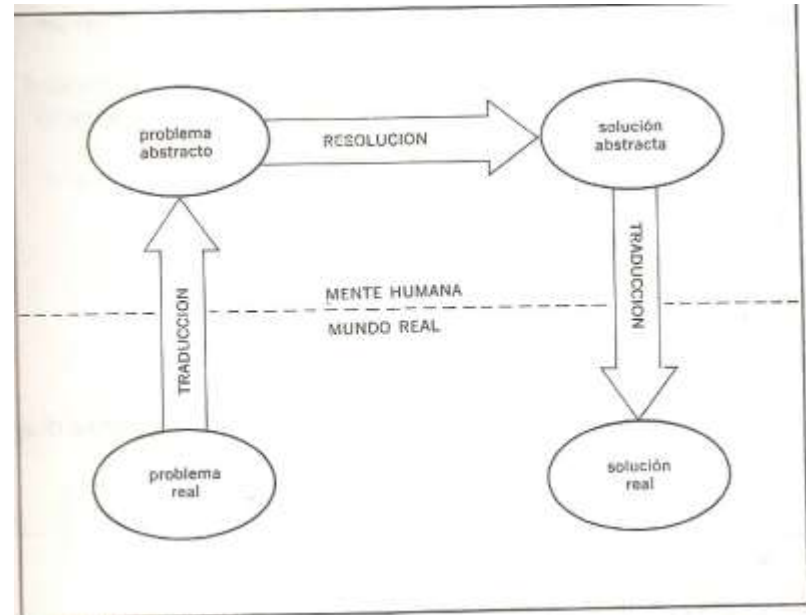 problema
abstracto
RESOLUCION
solución
abstracta
TRADUCCION
TRADUCCION
MENTE HUMANA
MUNDO REAL
problema
real
solución
real